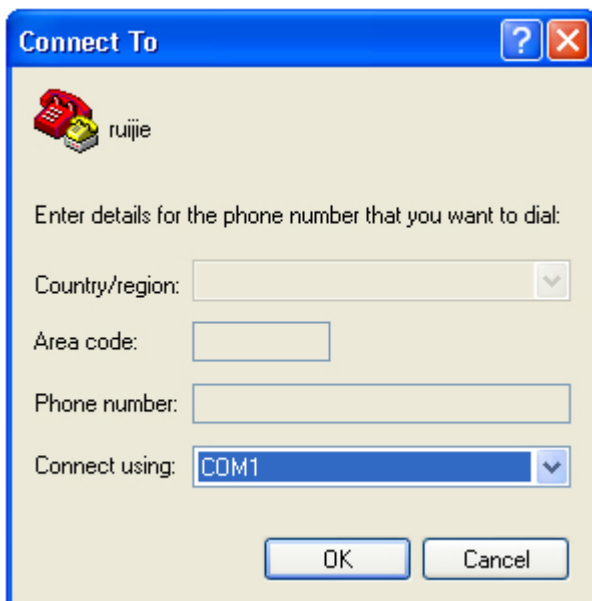 Connect To
ruijie
Enter details for the phone number that you want to dial:
Country/region:
Area code:
Phone number:
Connect using: COM1
OK Cancel